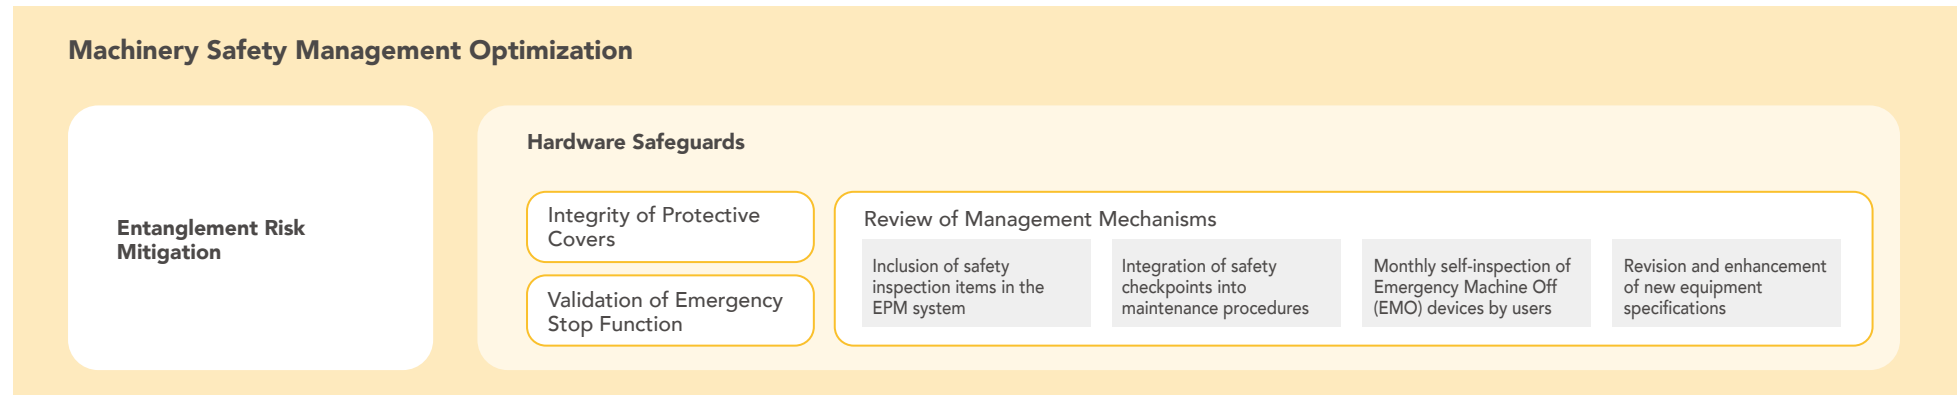 Machinery Safety Management Optimization
Entanglement Risk
Mitigation
Hardware Safeguards
Integrity of Protective
Covers
Validation of Emergency
Stop Function
Review of Management Mechanisms
Inclusion of safety
inspection items in the
EPM system
Integration of safety
checkpoints into
maintenance procedures
Monthly self-inspection of
Emergency Machine Off
(EMO) devices by users
Revision and enhancement
of new equipment
specifications